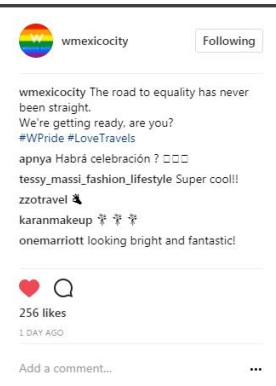 wmexicocity
Following
wmexicocity The road to equality has never
been straight.
We're getting ready, are you?
#WPride #LoveTravels
apnya Habrá celebración ? □□□
tessy_massi_fashion_lifestyle Super cool!!
zzotravel
karanmakeup
onemarriott looking bright and fantastic!
256 likes
1 DAY AGO
Add a comment...